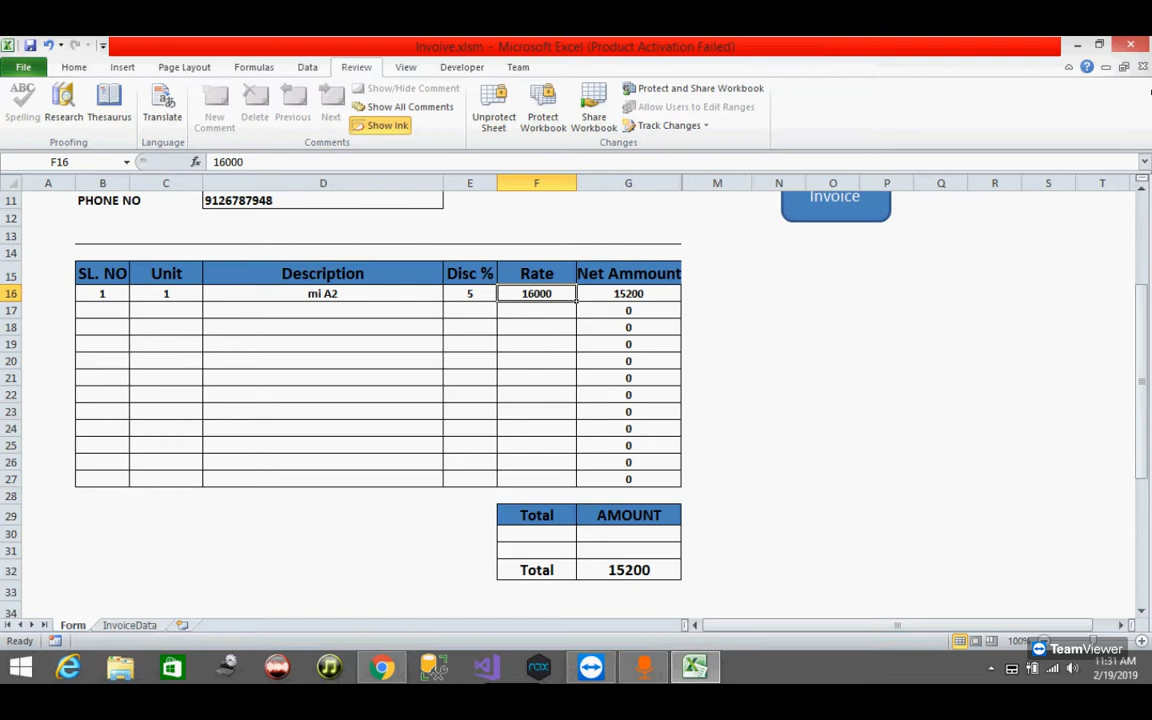 Invoive.xlsm - Microsoft Excel (Product Activation Failed)
File Home Insert Page Layout Formulas Data Review View Developer Team
ABC
Spelling Research Thesaurus
Proofing
Translate
Language
New Comment Delete Previous Next
Show/Hide Comment
Show All Comments
Show Ink
Comments
Unprotect Sheet Protect Workbook Share Workbook
Protect and Share Workbook
Allow Users to Edit Ranges
Track Changes
Changes
F16 fx 16000
A B C D E F G M N O P Q R S T
11 PHONE NO 9126787948 Invoice
12
13
14
15 SL. NO Unit Description Disc % Rate Net Ammount
16 1 1 mi A2 5 16000 15200
17 0
18 0
19 0
20 0
21 0
22 0
23 0
24 0
25 0
26 0
27 0
28
29 Total AMOUNT
30
31
32 Total 15200
33
34
Form InvoiceData
Ready 100%
TeamViewer
nox
11:31 AM
2/19/2019